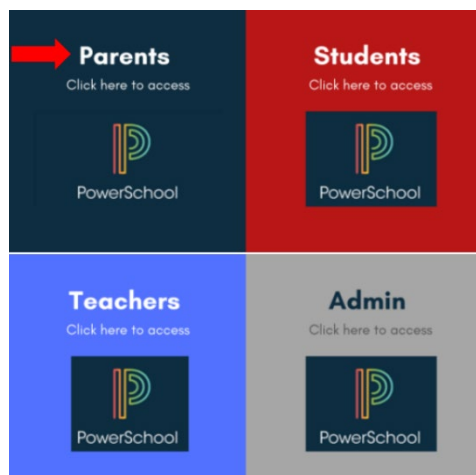 Parents
Click here to access
PowerSchool
Students
Click here to access
PowerSchool
Teachers
Click here to access
PowerSchool
Admin
Click here to access
PowerSchool